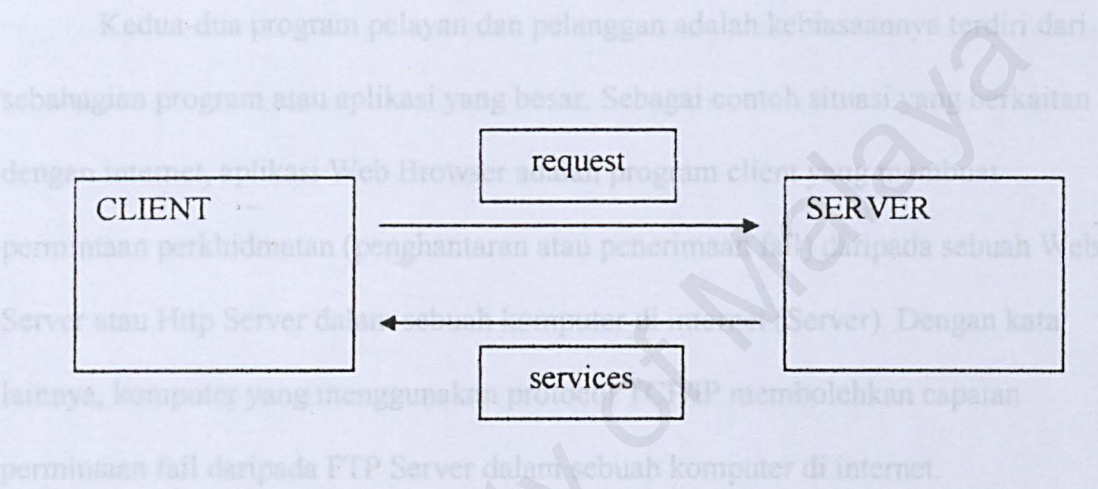 Kedua-dua program pelayan dan pelanggan adalah kebiasaannya terdiri dari
sebahagian program atau aplikasi yang besar. Sebagai contoh situasi yang berkaitan
request
dengan internet, aplikasi Web Browser adalah program client yang membuat
CLIENT
SERVER
permintaan perkhidmatan (penghantaran atau penerimaan fail) daripada sebuah Web
Server atau Http Server dalam sebuah komputer di internet (Server). Dengan kata
services
lainnya, komputer yang menggunakan protocol TCP/IP membolehkan capaian
permintaan fail daripada FTP Server dalam sebuah komputer di internet.
of Malaya